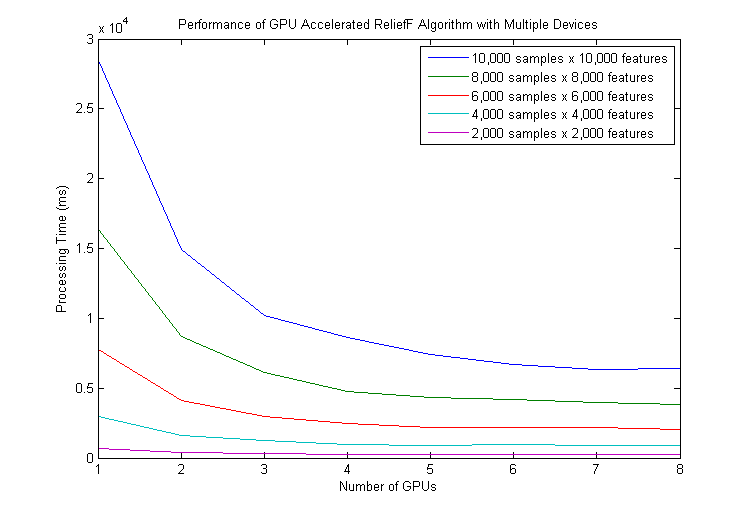 Performance of GPU Accelerated ReliefF Algorithm with Multiple Devices
x 10^4
3
2.5
2
1.5
1
0.5
0
Processing Time (ms)
10,000 samples x 10,000 features
8,000 samples x 8,000 features
6,000 samples x 6,000 features
4,000 samples x 4,000 features
2,000 samples x 2,000 features
1 2 3 4 5 6 7 8
Number of GPUs